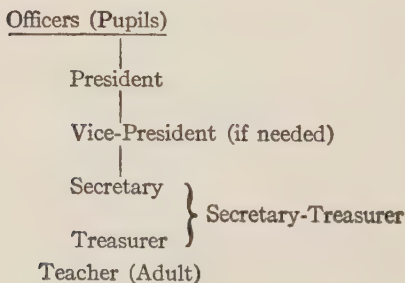 Officers (Pupils)
President
Vice-President (if needed)
Secretary
Secretary-Treasurer
Treasurer
Teacher (Adult)